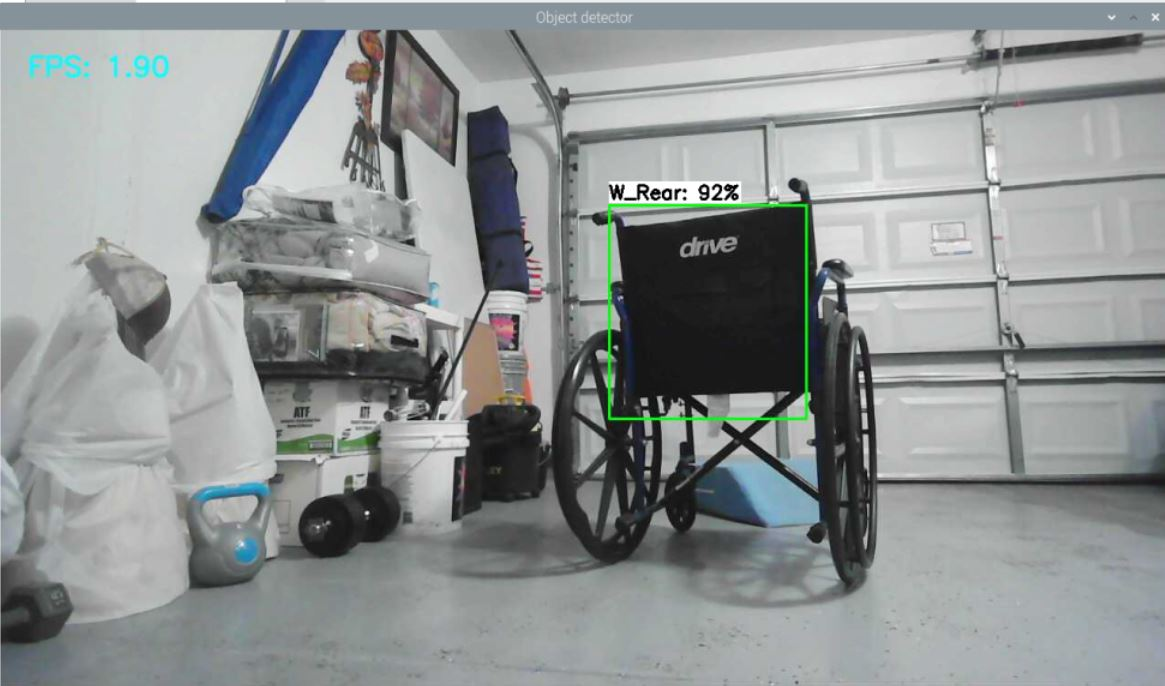 Object detector
FPS: 1.90
W_Rear: 92%
drive
ATF
ATF